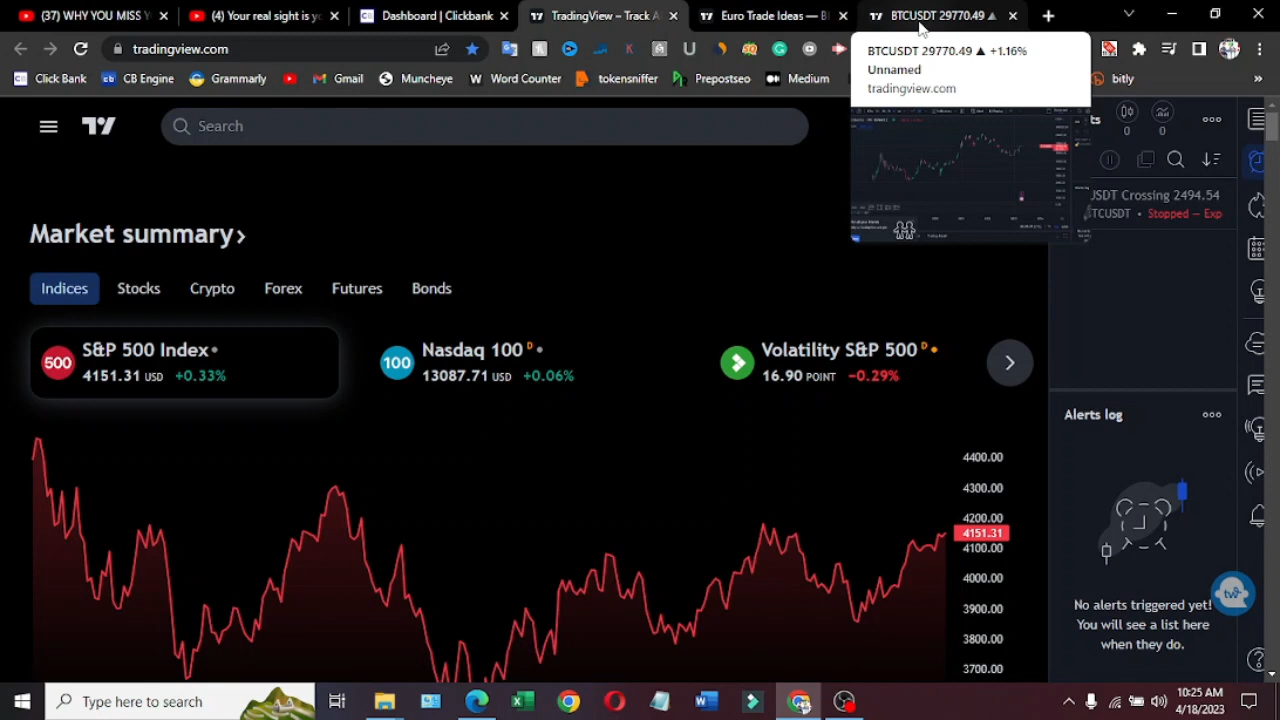 (37) WHY YOU MISS Y
(4) Your real sight is y
Dashboard | Clickbank
TradingView – Track A
Euro Trade Ideas — B
BTCUSDT 29770.49 ▲
tradingview.com
BTCUSDT 29770.49 ▲ +1.16%
Unnamed
tradingview.com
Click Bank
CB Engine
Grammarly
Gmail
Muncheye
Word Counter
tokensniffer
Prepostseo
Medium
bitly
Search
ts
0
0
JSDT Crossing 2494.54
TCUSDT • Stopped — Exp
Market summary
Indices
Stocks
Crypto
Forex
Futures
Bonds
500
S&P 500 Index
4151.31 USD +0.33%
100
Nasdaq 100 D
13087.71 USD +0.06%
Volatility S&P 500 D
16.90 POINT −0.29%
Alerts log
4400.00
4300.00
4200.00
4151.31
4100.00
4000.00
3900.00
3800.00
3700.00
No alerts triggered yet.
You will see a list here
when they do.
Type here to search
10:25 AM
4/18/2023